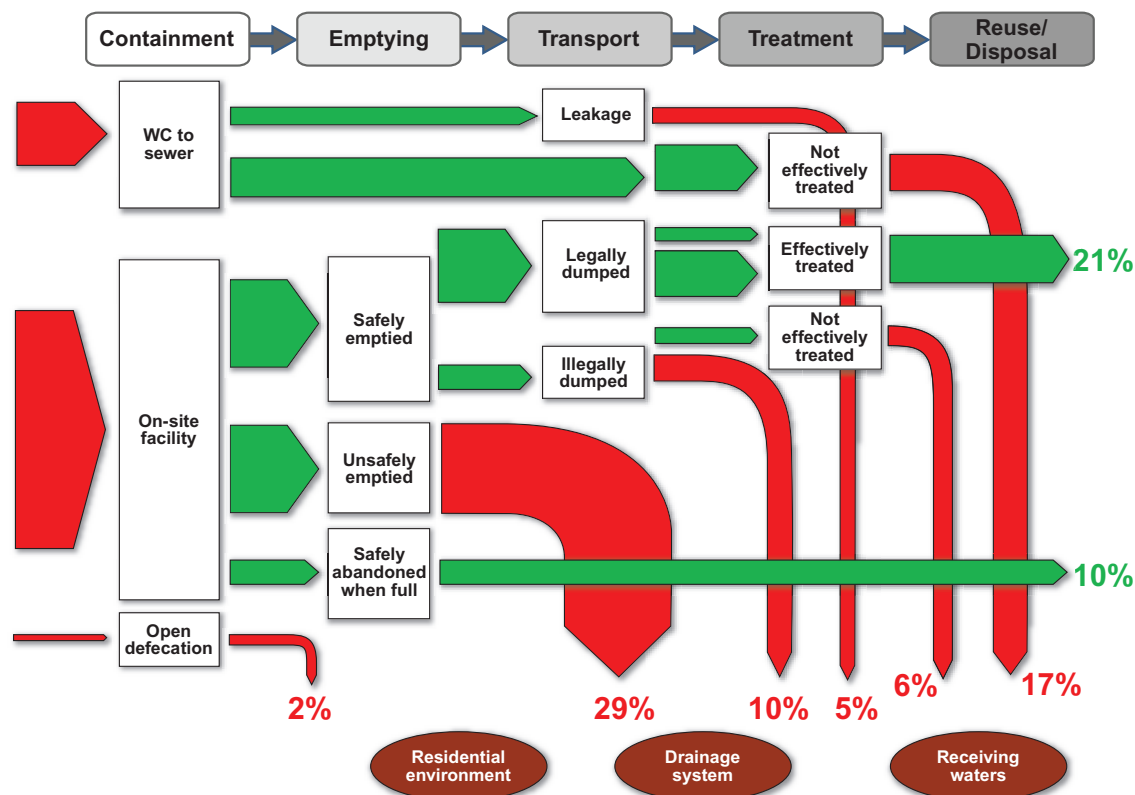 Containment
Emptying
Transport
Treatment
Reuse/
Disposal
WC to
sewer
Leakage
Not
effectively
treated
Legally
dumped
Effectively
treated
21%
On-site
facility
Safely
emptied
Not
effectively
treated
Illegally
dumped
Unsafely
emptied
Safely
abandoned
when full
10%
Open
defecation
2%
29%
10%
5%
6%
17%
Residential
environment
Drainage
system
Receiving
waters